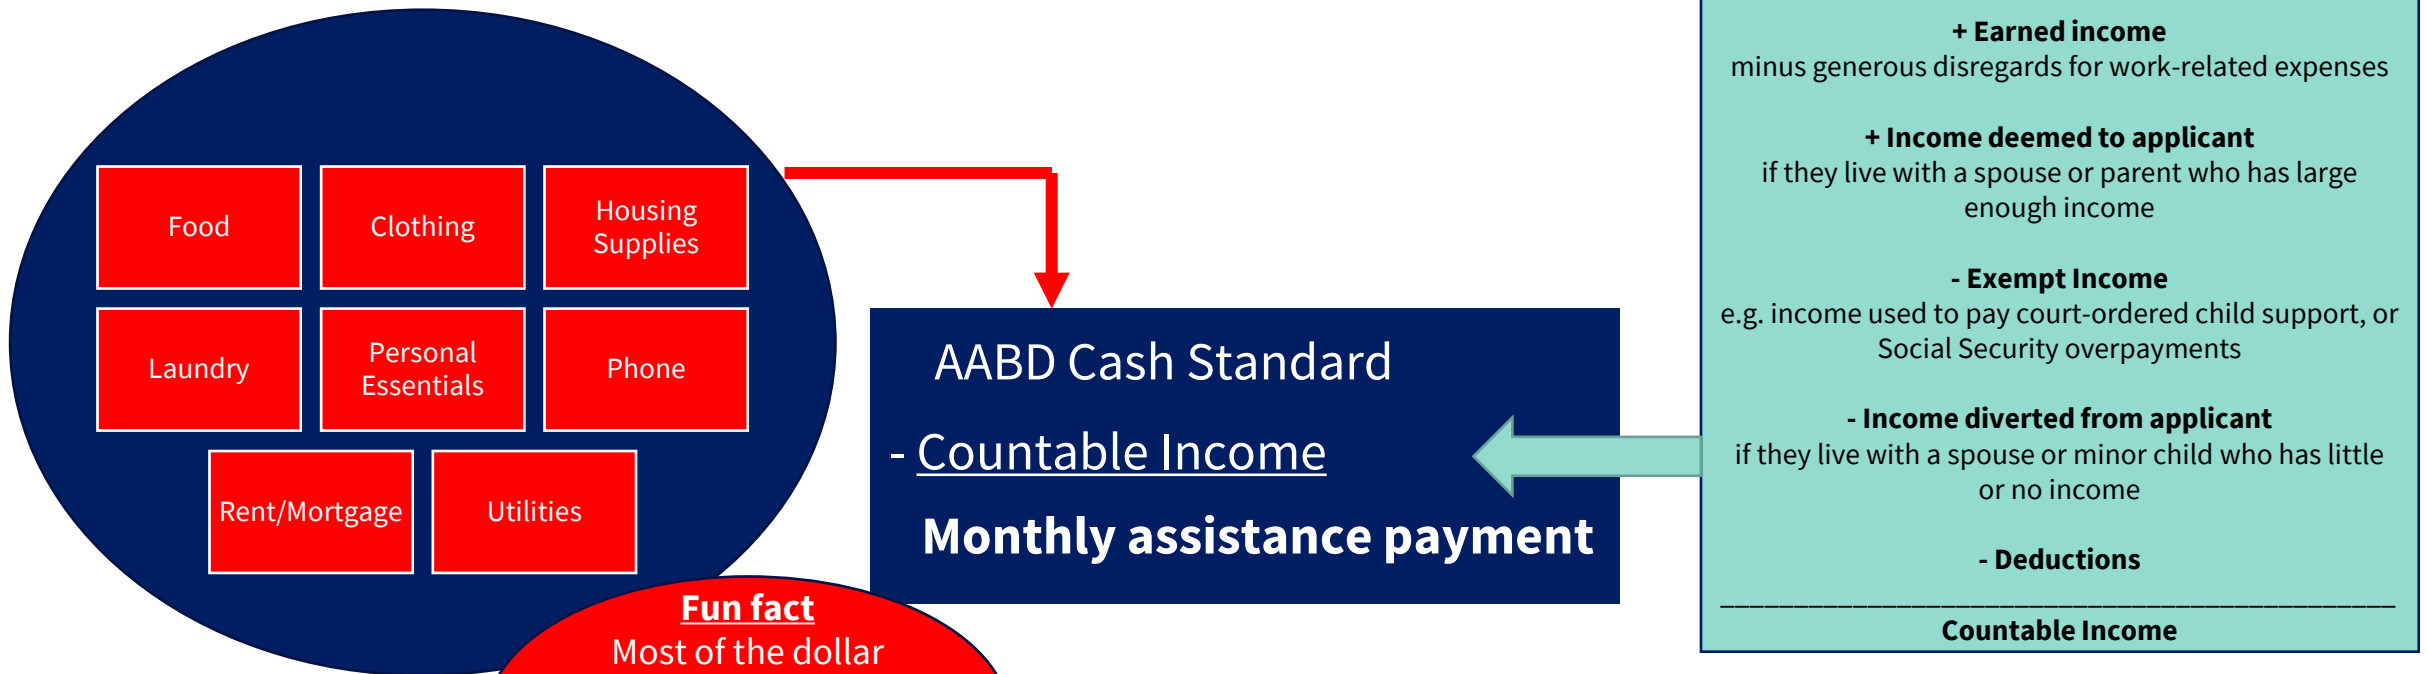 Food
Clothing
Housing
Supplies
Laundry
Personal
Essentials
Phone
Rent/Mortgage
Utilities
Fun fact
Most of the dollar
AABD Cash Standard
- Countable Income
Monthly assistance payment
+ Earned income
minus generous disregards for work-related expenses
+ Income deemed to applicant
if they live with a spouse or parent who has large
enough income
- Exempt Income
e.g. income used to pay court-ordered child support, or
Social Security overpayments
- Income diverted from applicant
if they live with a spouse or minor child who has little
or no income
- Deductions
Countable Income